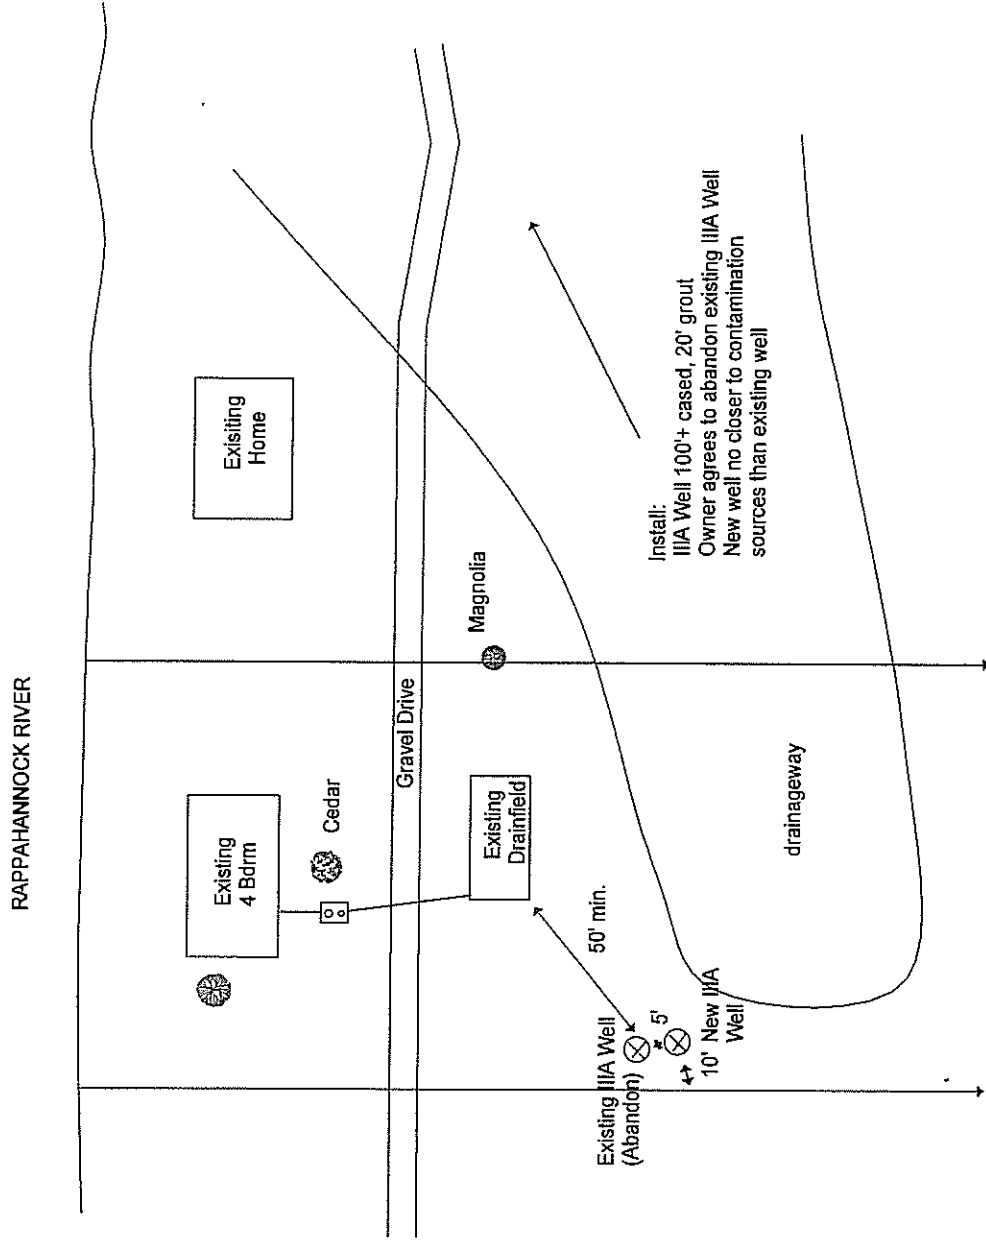 RAPPAHANNOCK RIVER
Exisiting
Home
Existing
4 Bdrm
Cedar
Gravel Drive
Magnolia
Existing
Drainfield
50' min.
Existing IIIA Well
(Abandon)
5'
10'
New IIIA
Well
drainageway
Install:
IIIA Well 100'+ cased, 20' grout
Owner agrees to abandon existing IIIA Well
New well no closer to contamination
sources than existing well